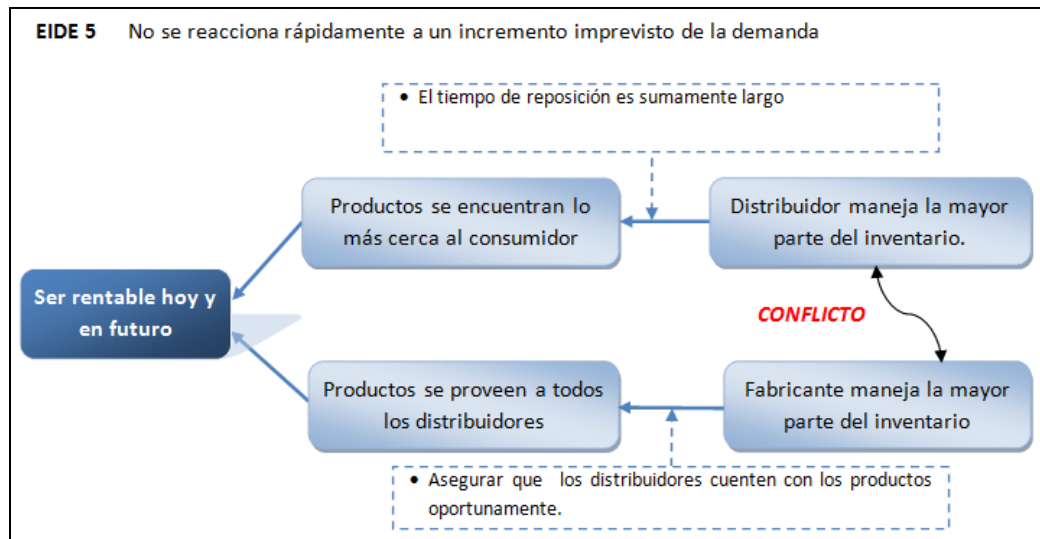 EIDE 5 No se reacciona rápidamente a un incremento imprevisto de la demanda
• El tiempo de reposición es sumamente largo
Productos se encuentran lo
más cerca al consumidor
Distribuidor maneja la mayor
parte del inventario.
Ser rentable hoy y
en futuro
CONFLICTO
Productos se proveen a todos
los distribuidores
Fabricante maneja la mayor
parte del inventario
• Asegurar que los distribuidores cuenten con los productos
oportunamente.